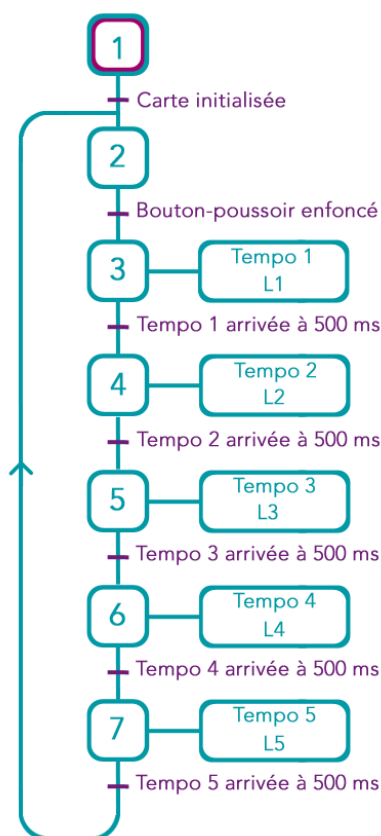 1
Carte initialisée
2
Bouton-poussoir enfoncé
3
Tempo 1
L1
Tempo 1 arrivée à 500 ms
4
Tempo 2
L2
Tempo 2 arrivée à 500 ms
5
Tempo 3
L3
Tempo 3 arrivée à 500 ms
6
Tempo 4
L4
Tempo 4 arrivée à 500 ms
7
Tempo 5
L5
Tempo 5 arrivée à 500 ms